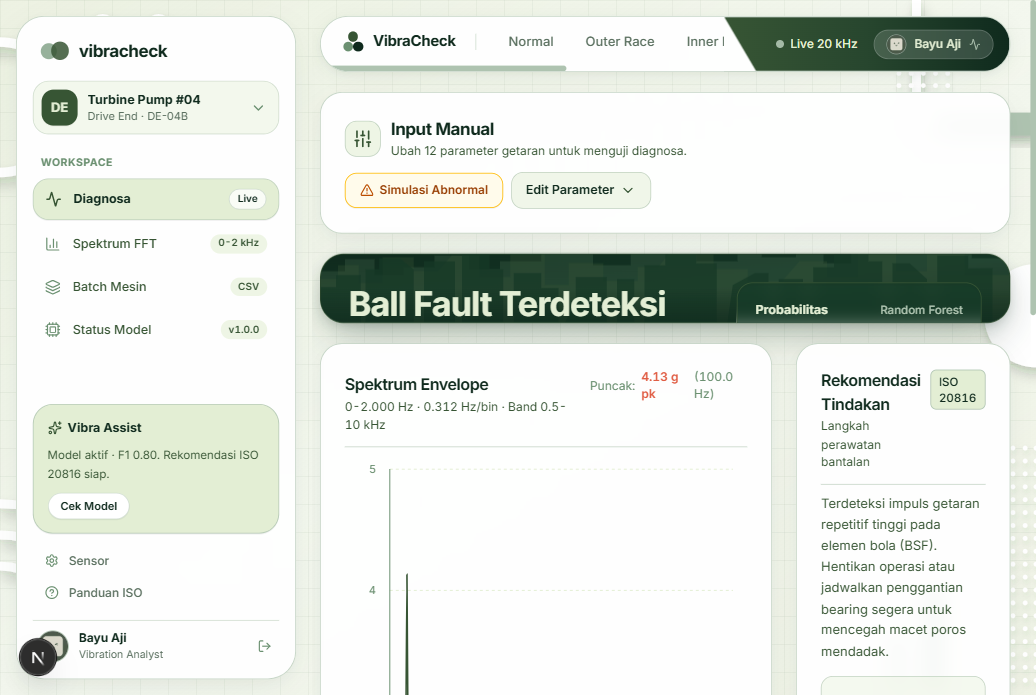 vibracheck
DE
Turbine Pump #04
Drive End · DE-04B
WORKSPACE
Diagnosa
Live
Spektrum FFT
0-2 kHz
Batch Mesin
CSV
Status Model
v1.0.0
Vibra Assist
Model aktif · F1 0.80. Rekomendasi ISO
20816 siap.
Cek Model
Sensor
Panduan ISO
Bayu Aji
Vibration Analyst
N
VibraCheck
Normal
Outer Race
Inner
Live 20 kHz
Bayu Aji
Input Manual
Ubah 12 parameter getaran untuk menguji diagnosa.
Simulasi Abnormal
Edit Parameter
Ball Fault Terdeteksi
Probabilitas
Random Forest
Spektrum Envelope
0-2.000 Hz · 0.312 Hz/bin · Band 0.5-
10 kHz
Puncak:
4.13 g
pk
(100.0
Hz)
5
4
Rekomendasi
Tindakan
ISO
20816
Langkah
perawatan
bantalan
Terdeteksi impuls getaran
repetitif tinggi pada
elemen bola (BSF).
Hentikan operasi atau
jadwalkan penggantian
bearing segera untuk
mencegah macet poros
mendadak.